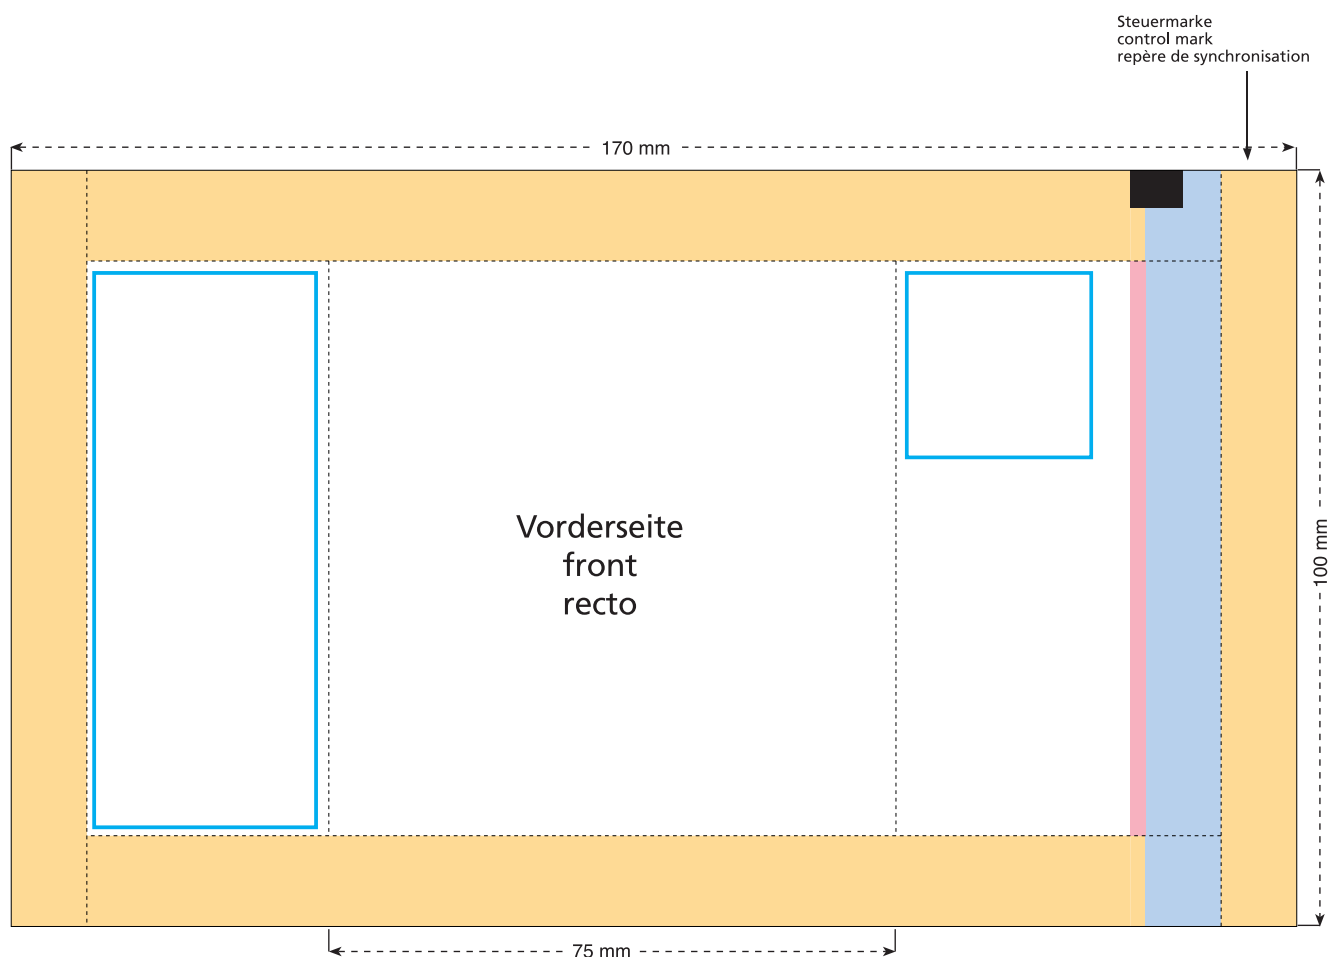 Steuermarke
control mark
repère de synchronisation
170 mm
Vorderseite
front
recto
100 mm
75 mm